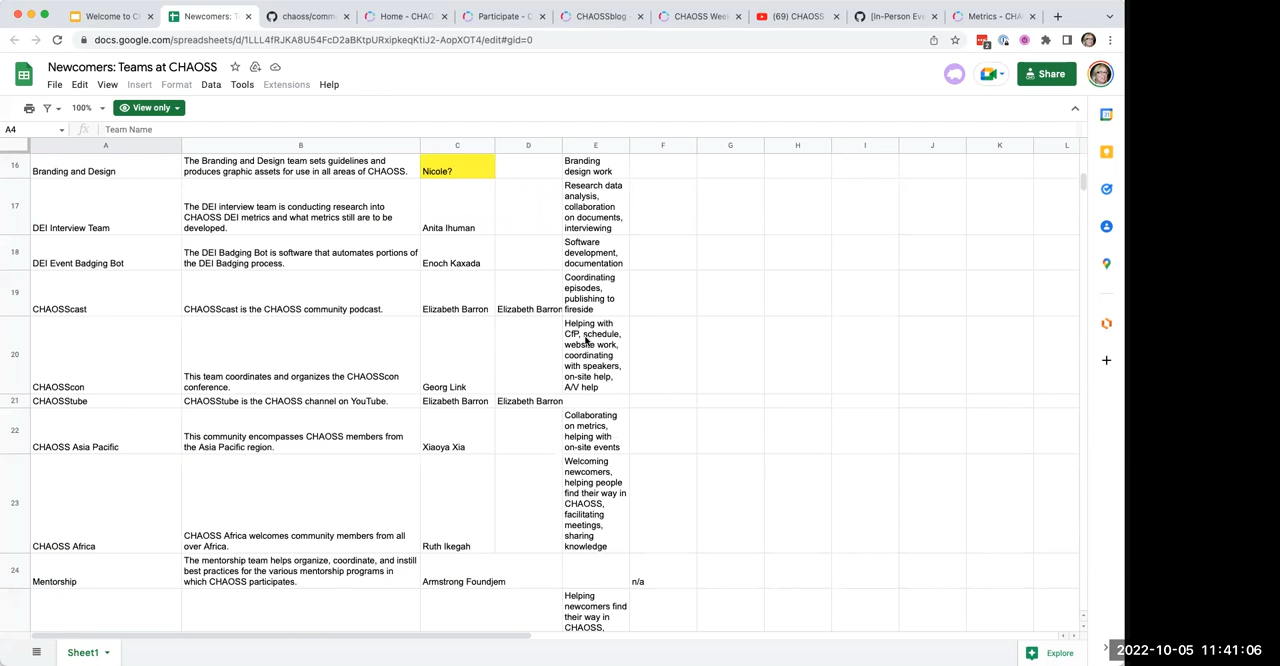 Welcome to C
Newcomers: T
chaoss/comm
Home - CHAO
Participate - C
CHAOSSblog
CHAOSS Wee
(69) CHAOSS
[In-Person Eve
Metrics - CHA
docs.google.com/spreadsheets/d/1LLL4fRJKA8U54FcD2aBKtpURxipkeqKtiJ2-AopXOT4/edit#gid=0
2
Newcomers: Teams at CHAOSS
Share
File Edit View Insert Format Data Tools Extensions Help
100% View only
A4 fx Team Name
A B C D E F G H I J K L
16
Branding and Design
The Branding and Design team sets guidelines and
produces graphic assets for use in all areas of CHAOSS.
Nicole?
Branding
design work
17
DEI Interview Team
The DEI interview team is conducting research into
CHAOSS DEI metrics and what metrics still are to be
developed.
Anita Ihuman
Research data
analysis,
collaboration
on documents,
interviewing
18
DEI Event Badging Bot
The DEI Badging Bot is software that automates portions of
the DEI Badging process.
Enoch Kaxada
Software
development,
documentation
19
CHAOSScast
CHAOSScast is the CHAOSS community podcast.
Elizabeth Barron
Elizabeth Barron
Coordinating
episodes,
publishing to
fireside
20
CHAOSScon
This team coordinates and organizes the CHAOSScon
conference.
Georg Link
Helping with
CfP, schedule,
website work,
coordinating
with speakers,
on-site help,
A/V help
21
CHAOSStube
CHAOSStube is the CHAOSS channel on YouTube.
Elizabeth Barron
Elizabeth Barron
22
CHAOSS Asia Pacific
This community encompasses CHAOSS members from
the Asia Pacific region.
Xiaoya Xia
Collaborating
on metrics,
helping with
on-site events
23
CHAOSS Africa
CHAOSS Africa welcomes community members from all
over Africa.
Ruth Ikegah
Welcoming
newcomers,
helping people
find their way in
CHAOSS,
facilitating
meetings,
sharing
knowledge
24
Mentorship
The mentorship team helps organize, coordinate, and instill
best practices for the various mentorship programs in
which CHAOSS participates.
Armstrong Foundjem
n/a
Helping
newcomers find
their way in
CHAOSS,
Sheet1
Explore
2022-10-05 11:41:06